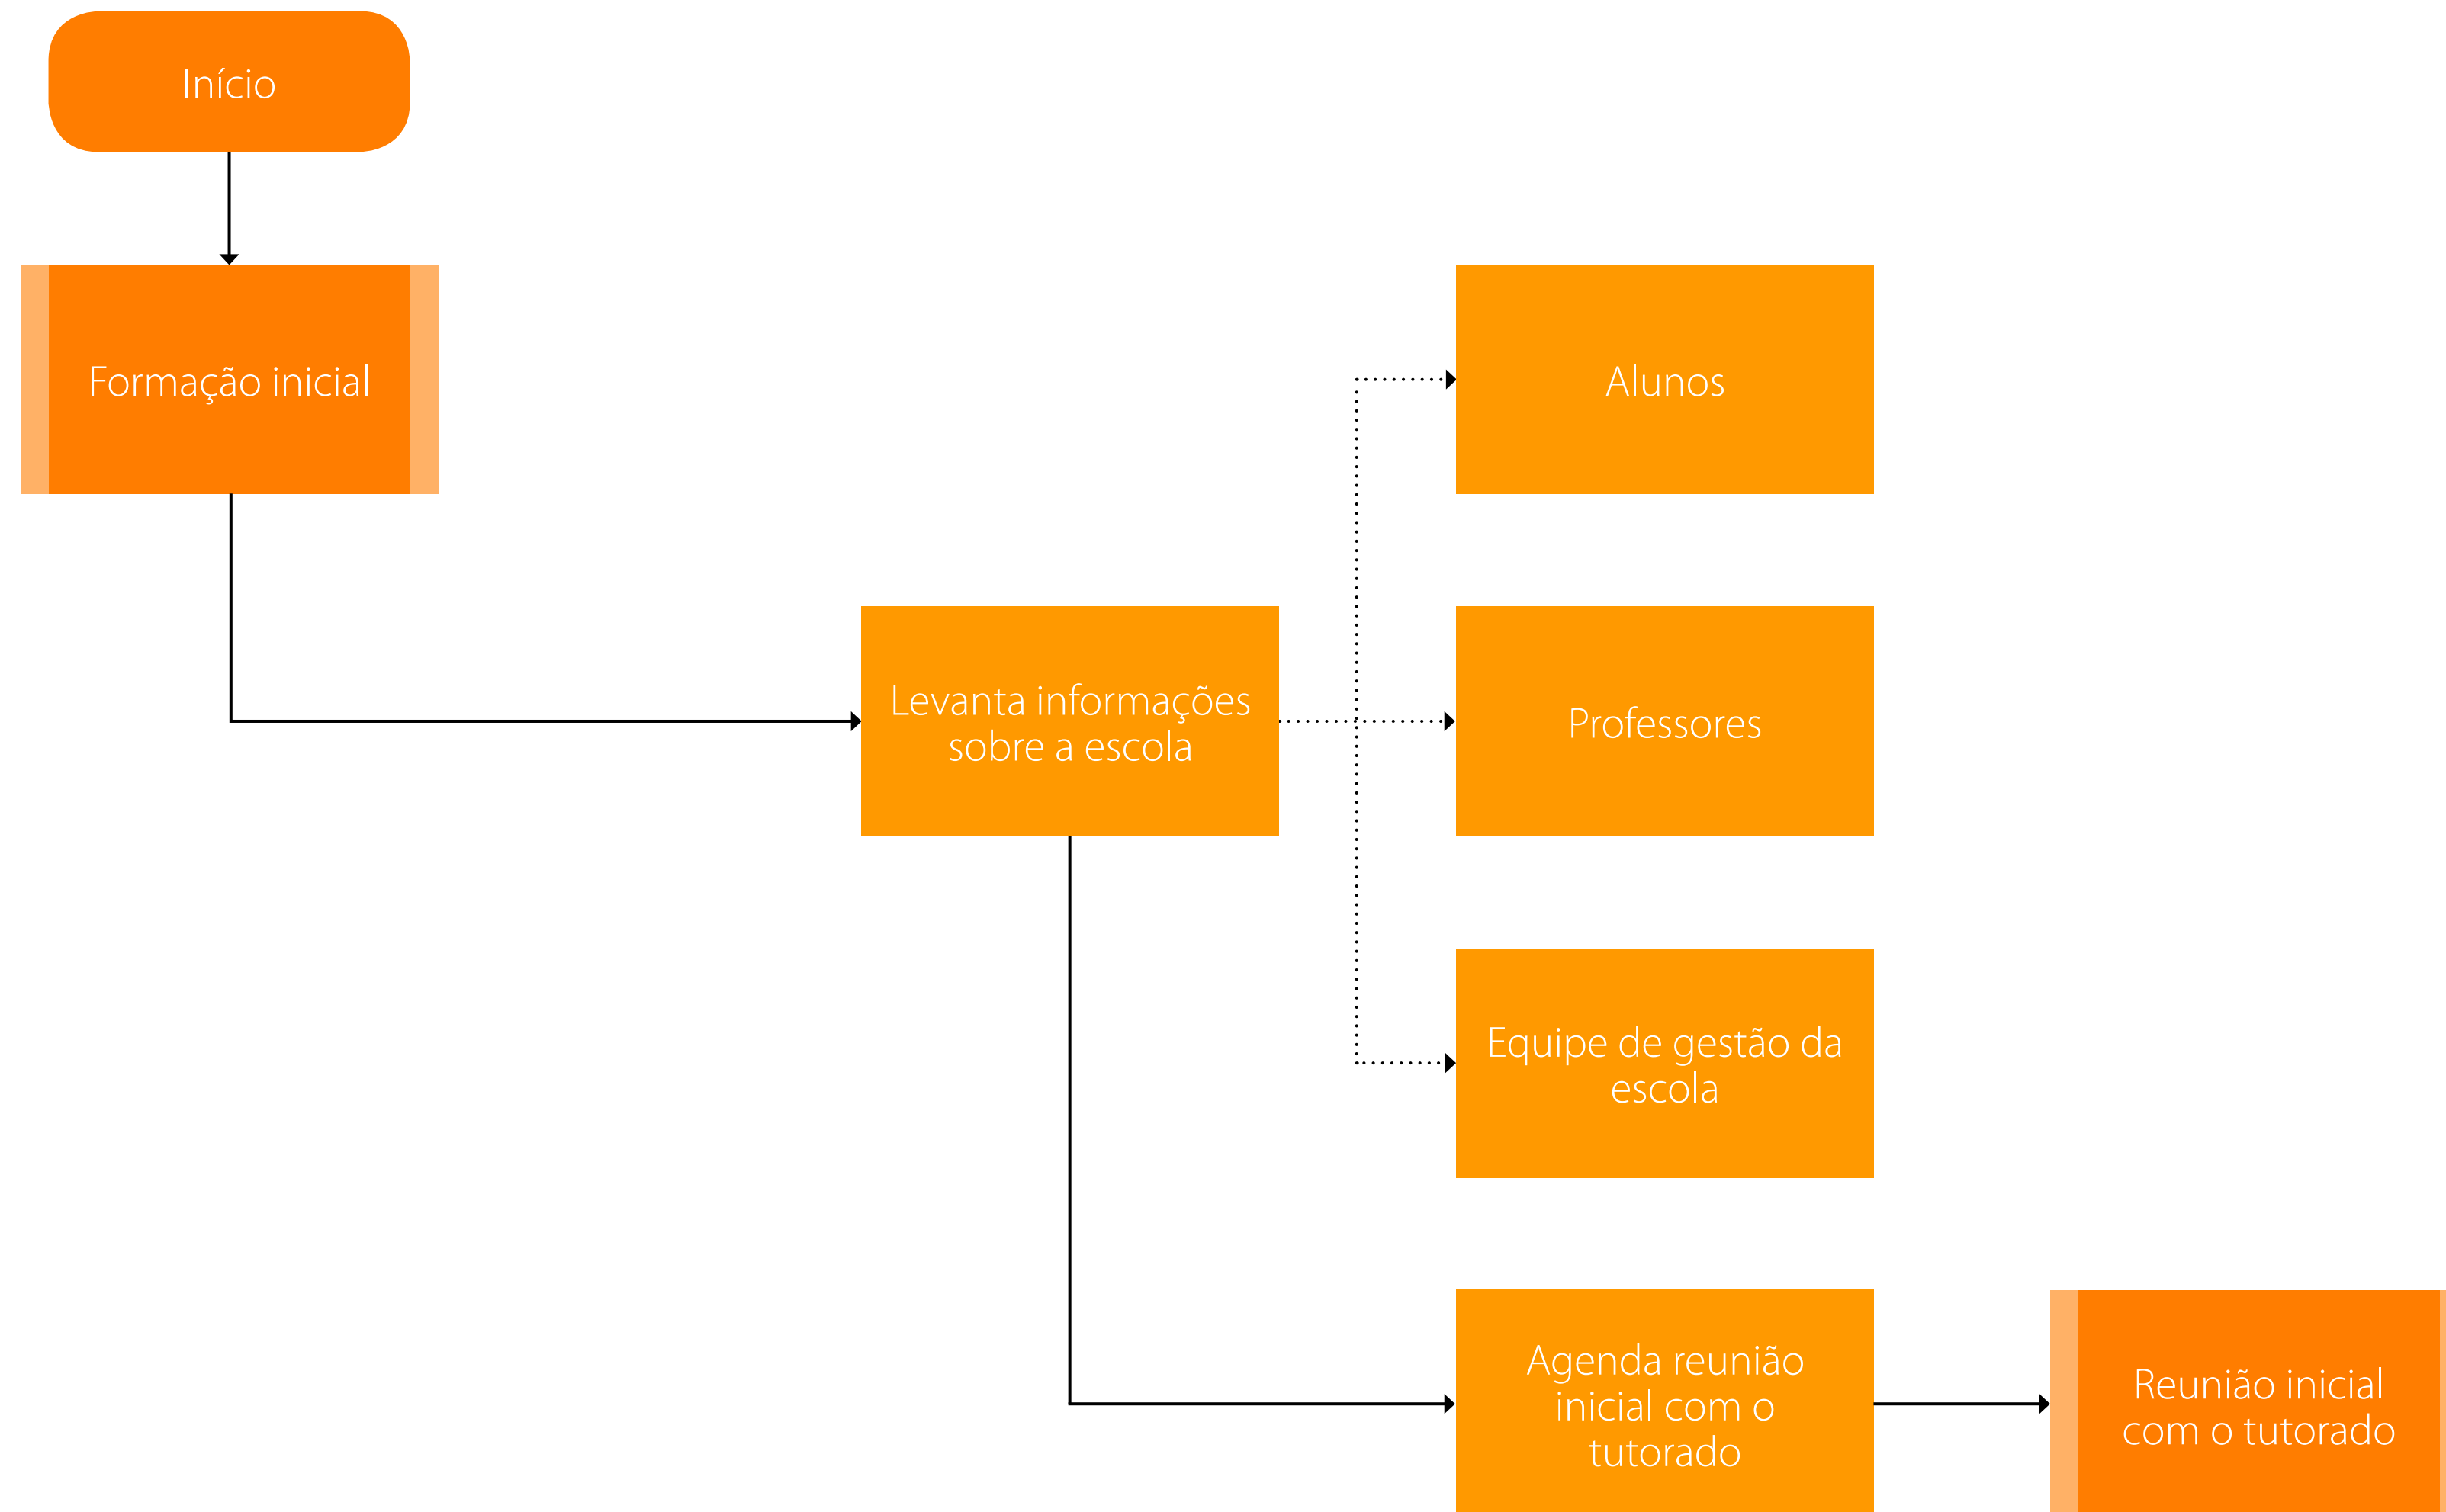 Início
Formação inicial
Alunos
Levanta informações
sobre a escola
Professores
Equipe de gestão da
escola
Agenda reunião
inicial com o
tutorado
Reunião inicial
com o tutorado